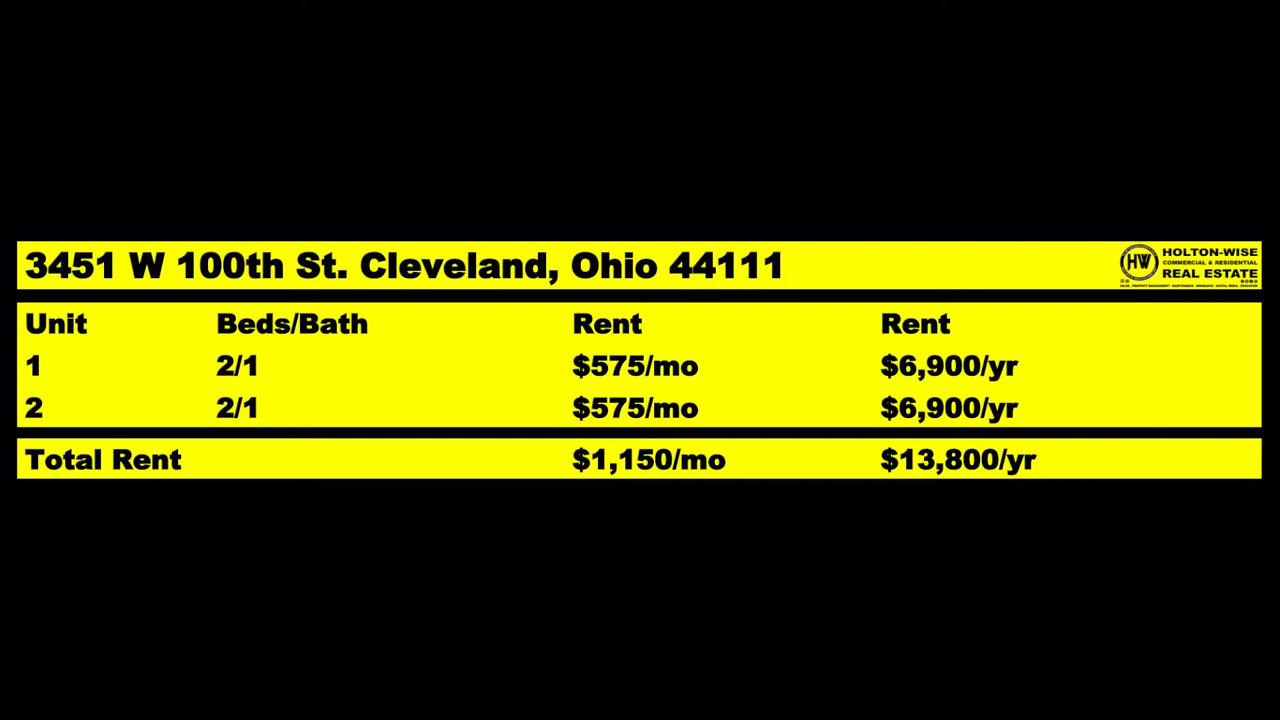 3451 W 100th St. Cleveland, Ohio 44111
HOLTON-WISE
COMMERCIAL & RESIDENTIAL
REAL ESTATE
HW
Unit Beds/Bath Rent Rent
1 2/1 $575/mo $6,900/yr
2 2/1 $575/mo $6,900/yr
Total Rent $1,150/mo $13,800/yr